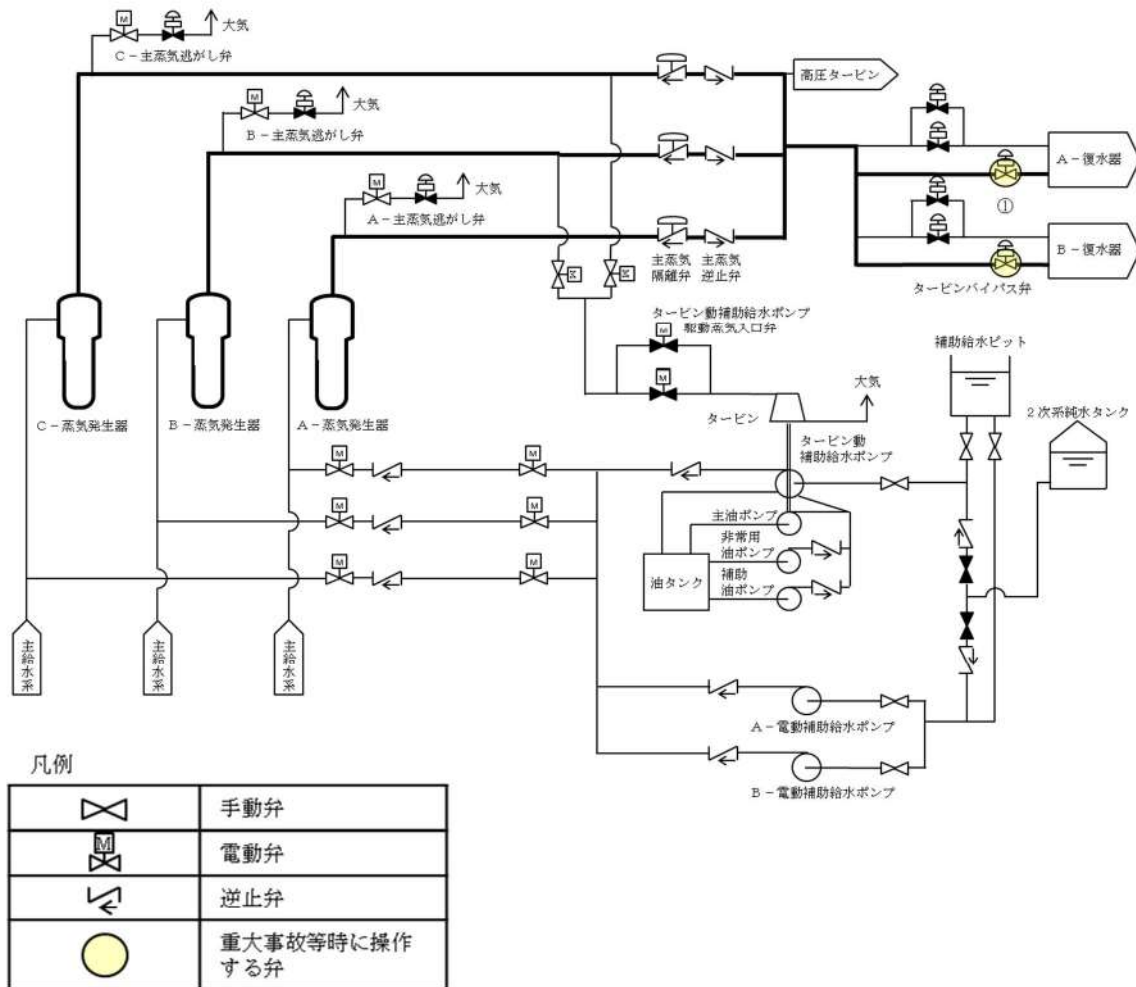 M
大気
C-主蒸気逃がし弁
高圧タービン
M
大気
B-主蒸気逃がし弁
A-復水器
①
M
大気
A-主蒸気逃がし弁
B-復水器
主蒸気
隔離弁
主蒸気
逆止弁
タービンバイパス弁
M
M
タービン動補助給水ポンプ
駆動蒸気入口弁
M
M
補助給水ピット
大気
タービン
2次系純水タンク
C-蒸気発生器
B-蒸気発生器
A-蒸気発生器
タービン動
補助給水ポンプ
M
M
主油ポンプ
M
M
非常用
油ポンプ
補助
油ポンプ
油タンク
M
M
主給水系
主給水系
主給水系
A-電動補助給水ポンプ
B-電動補助給水ポンプ
凡例
手動弁
M
電動弁
逆止弁
重大事故等時に操作
する弁